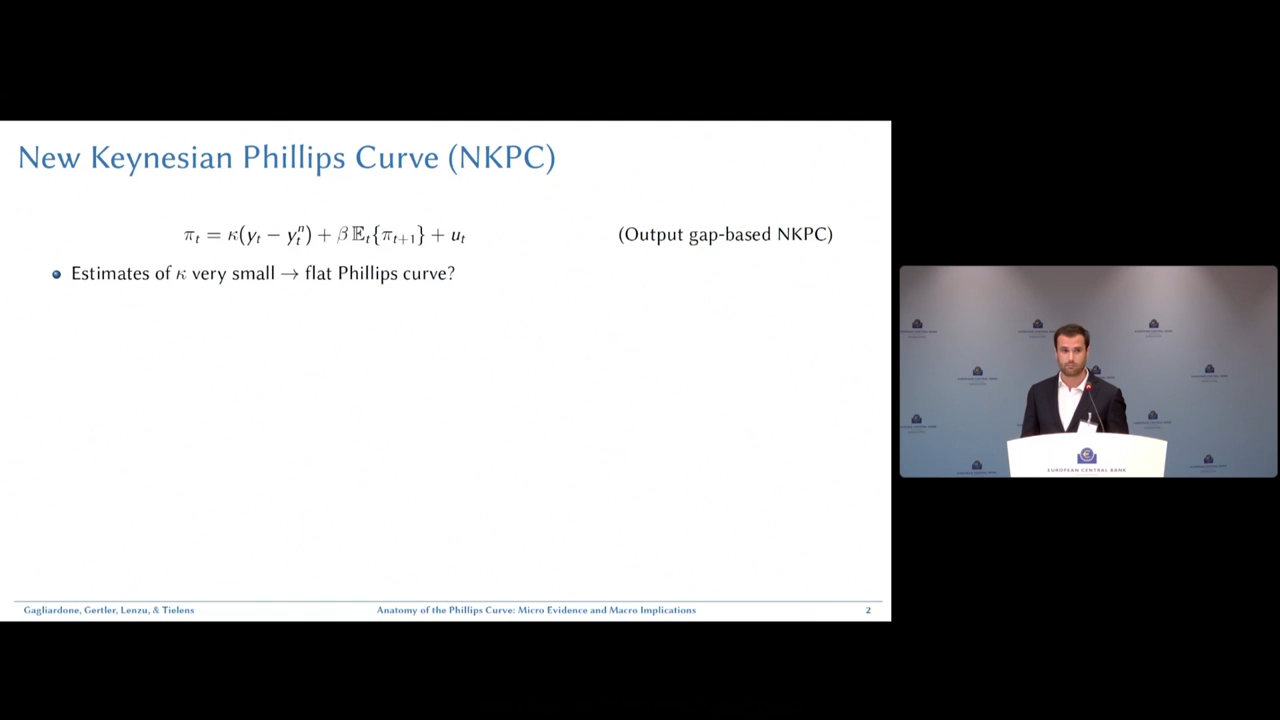 New Keynesian Phillips Curve (NKPC)
πₜ = κ(yₜ − yₜⁿ) + β 𝔼ₜ{πₜ₊₁} + uₜ (Output gap-based NKPC)
Estimates of κ very small → flat Phillips curve?
Gagliardone, Gertler, Lenzu, & Tielens Anatomy of the Phillips Curve: Micro Evidence and Macro Implications 2
EUROPEAN CENTRAL BANK